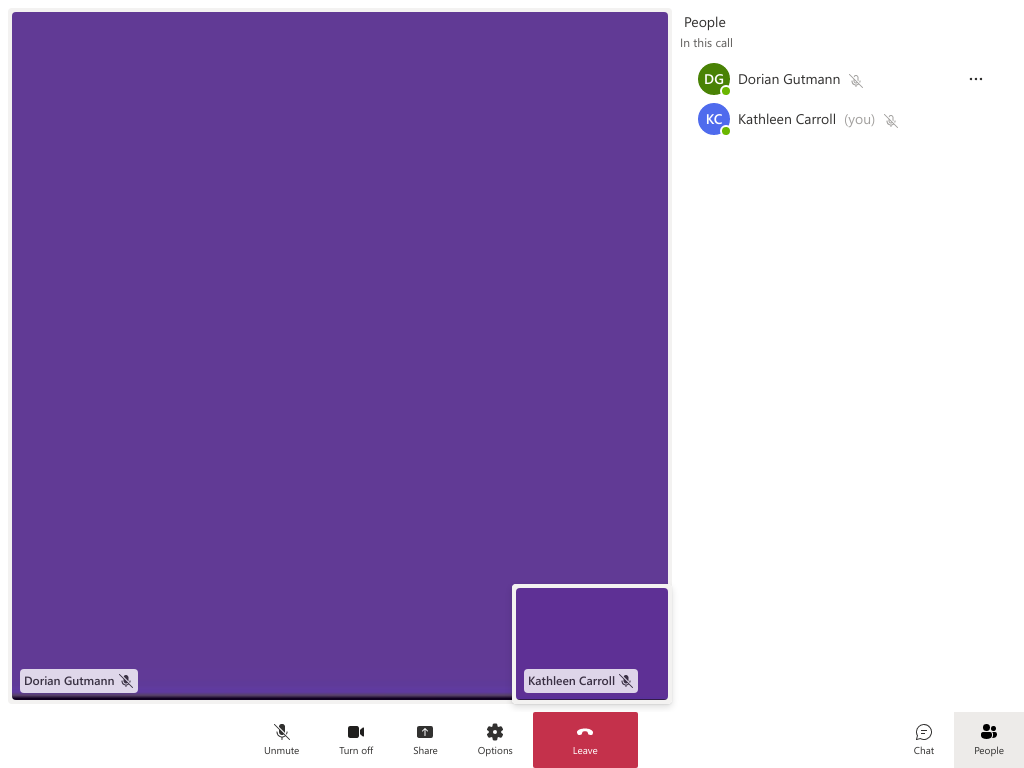 People
In this call
DG Dorian Gutmann
KC Kathleen Carroll (you)
Dorian Gutmann
Kathleen Carroll
Unmute
Turn off
Share
Options
Leave
Chat
People